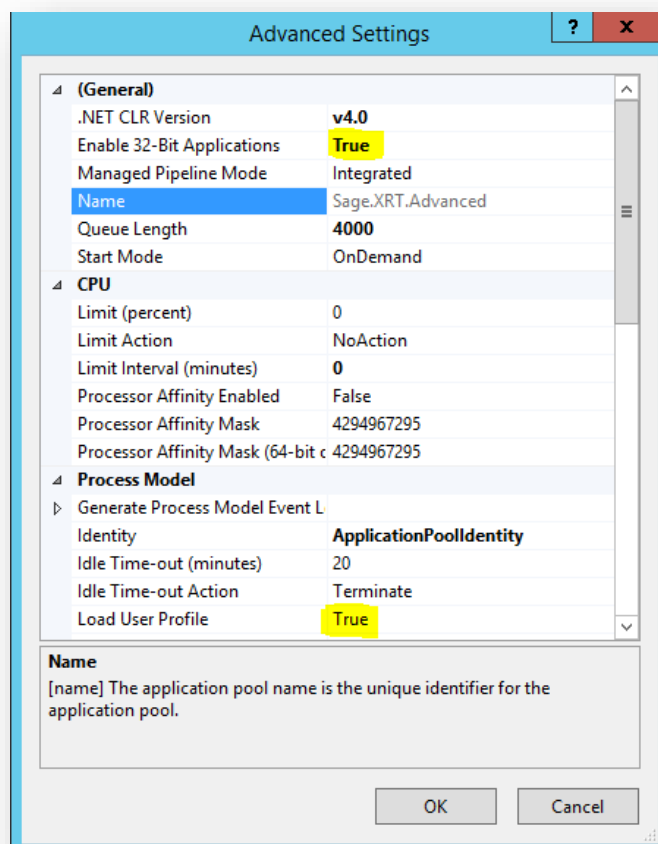 Advanced Settings
? x
(General)
.NET CLR Version v4.0
Enable 32-Bit Applications True
Managed Pipeline Mode Integrated
Name Sage.XRT.Advanced
Queue Length 4000
Start Mode OnDemand
CPU
Limit (percent) 0
Limit Action NoAction
Limit Interval (minutes) 0
Processor Affinity Enabled False
Processor Affinity Mask 4294967295
Processor Affinity Mask (64-bit c 4294967295
Process Model
Generate Process Model Event L
Identity ApplicationPoolIdentity
Idle Time-out (minutes) 20
Idle Time-out Action Terminate
Load User Profile True
Name
[name] The application pool name is the unique identifier for the
application pool.
OK Cancel